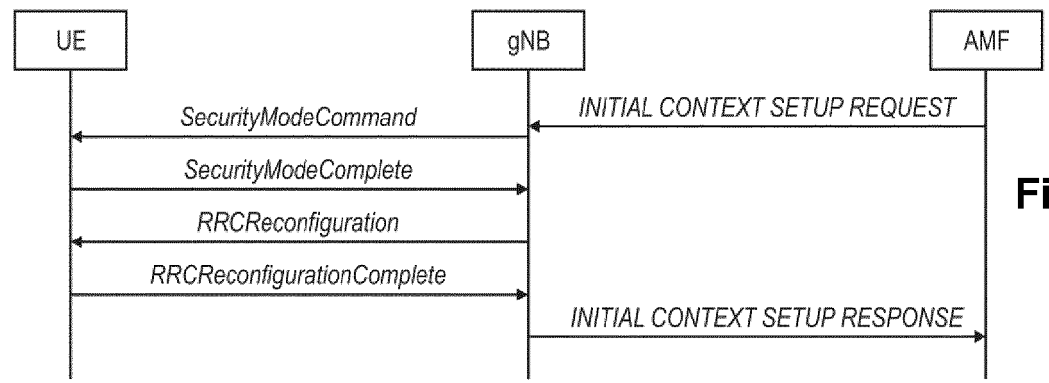 UE
gNB
AMF
INITIAL CONTEXT SETUP REQUEST
SecurityModeCommand
SecurityModeComplete
Fi
RRCReconfiguration
RRCReconfigurationComplete
INITIAL CONTEXT SETUP RESPONSE